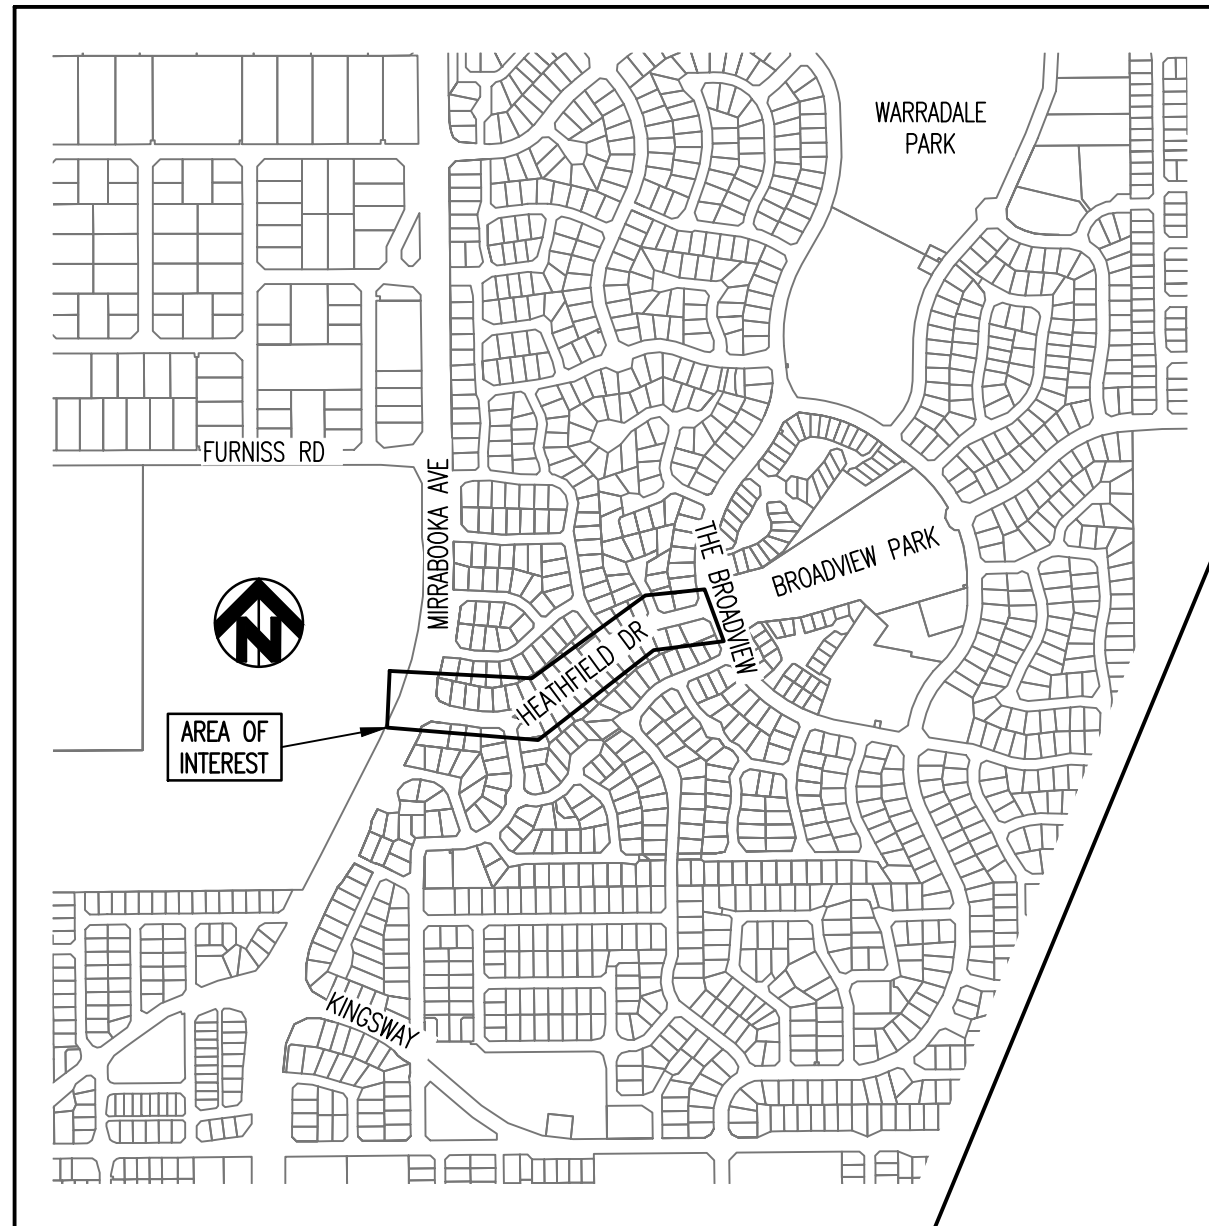 WARRADALE
PARK
FURNISS RD
MIRRABOOKA AVE
THE BROADVIEW
BROADVIEW PARK
N
HEATHFIELD DR
AREA OF
INTEREST
KINGSWAY